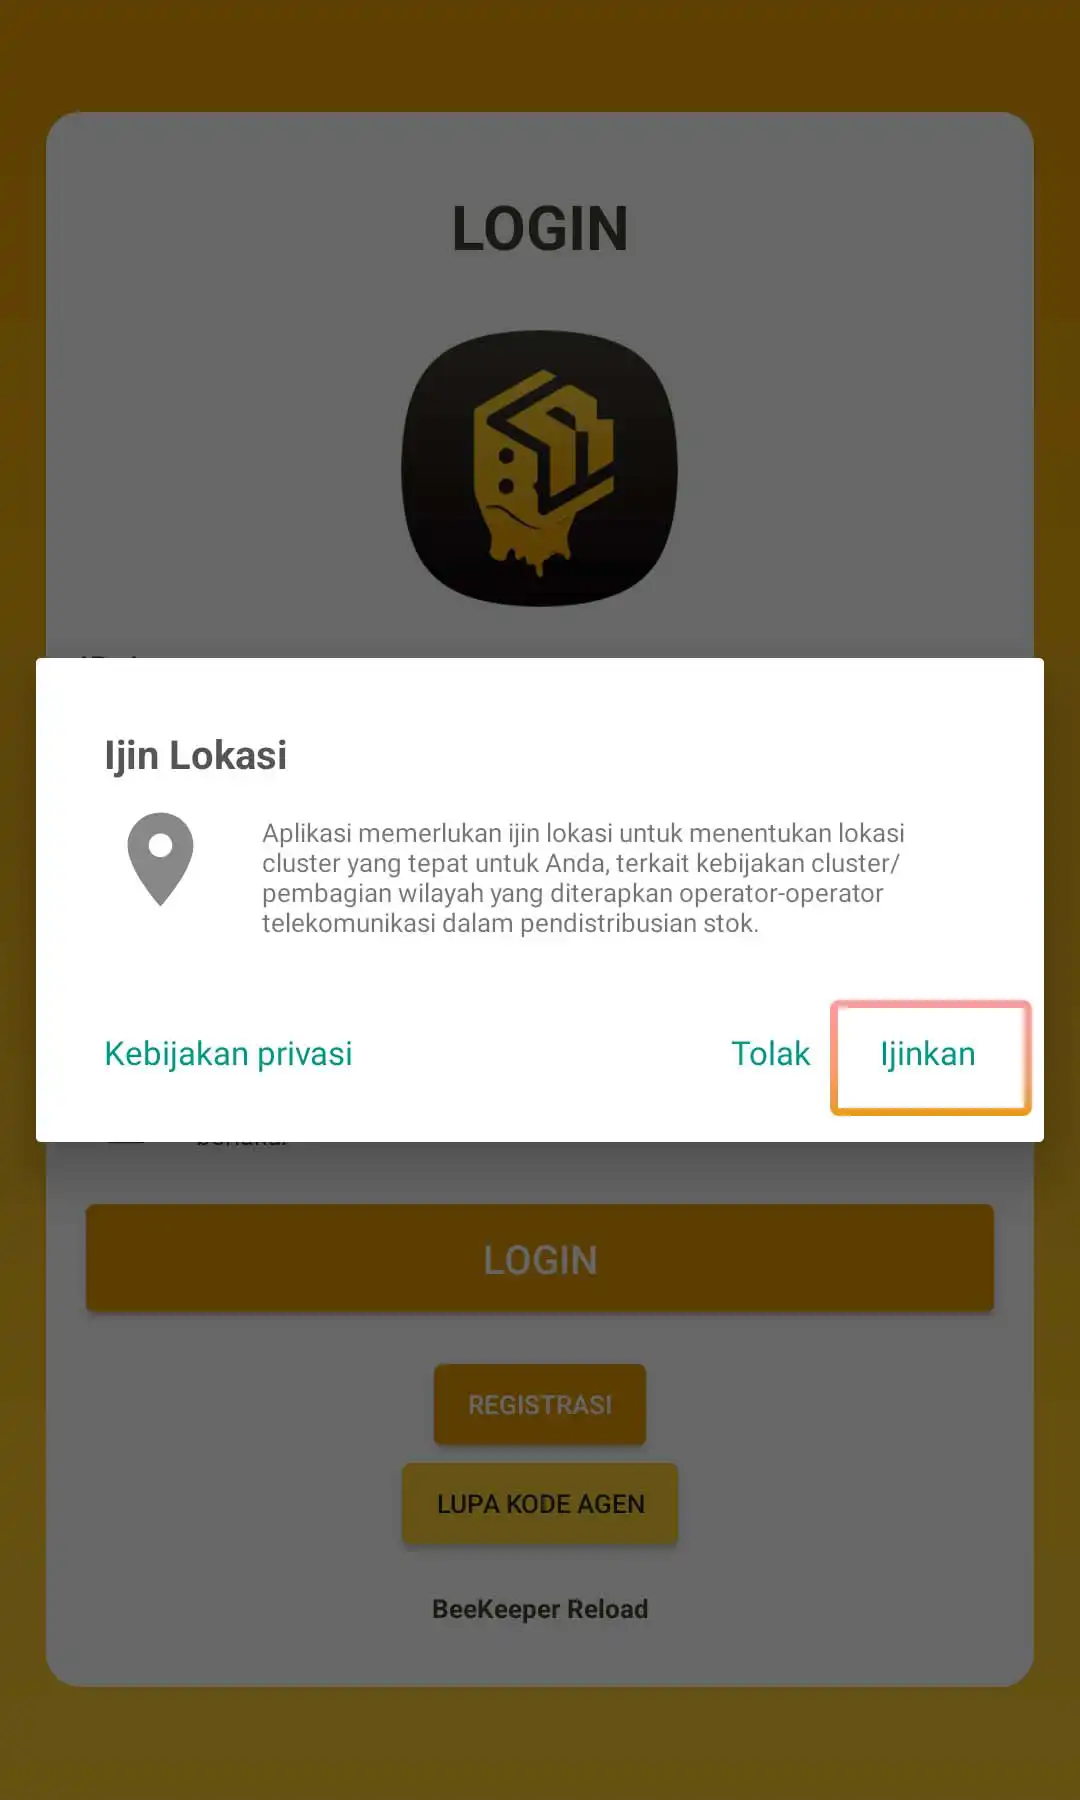 LOGIN
Ijin Lokasi
Aplikasi memerlukan ijin lokasi untuk menentukan lokasi
cluster yang tepat untuk Anda, terkait kebijakan cluster/
pembagian wilayah yang diterapkan operator-operator
telekomunikasi dalam pendistribusian stok.
Kebijakan privasi
Tolak
Ijinkan
LOGIN
REGISTRASI
LUPA KODE AGEN
BeeKeeper Reload